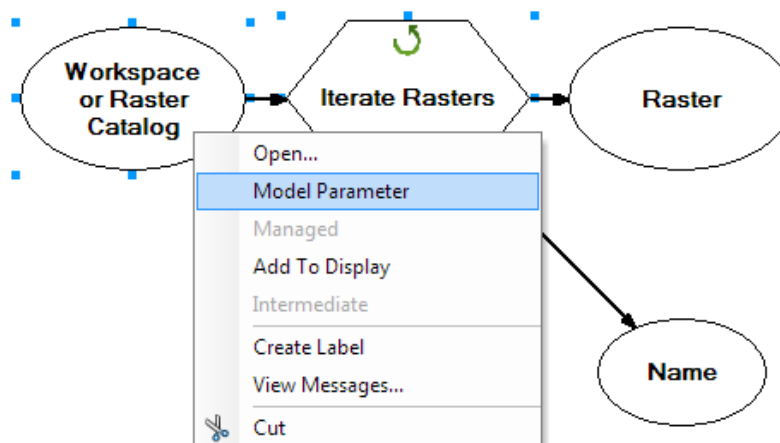 Workspace
or Raster
Catalog
Iterate Rasters
Raster
Open...
Model Parameter
Managed
Add To Display
Intermediate
Create Label
View Messages...
Name
Cut